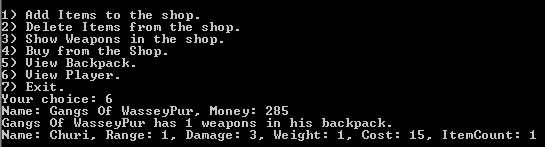 1) Add Items to the shop.
2) Delete Items from the shop.
3) Show Weapons in the shop.
4) Buy from the Shop.
5) View Backpack.
6) View Player.
7) Exit.
Your choice: 6
Name: Gangs Of WasseyPur, Money: 285
Gangs Of WasseyPur has 1 weapons in his backpack.
Name: Churi, Range: 1, Damage: 3, Weight: 1, Cost: 15, ItemCount: 1